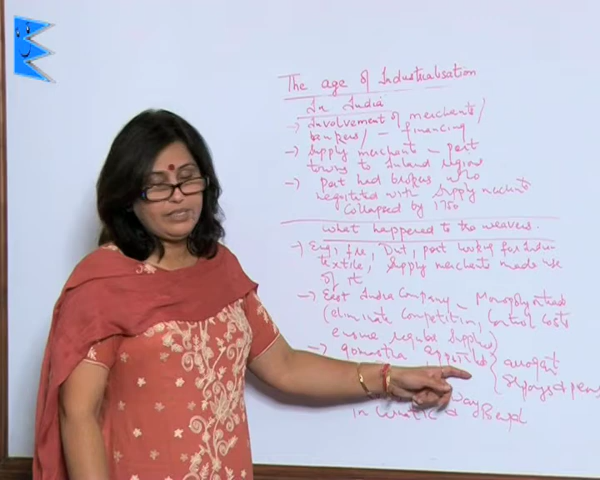 The age of Industrialisation
In India
→ Involvement of merchants/
bankers/ — financing
→ Supply merchant — port
towns to Inland regions
→ Port had brokers who
negotiated with supply merchants
Collapsed by 1750
What happened to the weavers.
→ Eng, fre, Dut, port looking for Indian
textile, supply merchants made use
of it
→ East India Company — Monopoly trade
(eliminate Competition, Control Costs
ensure regular Supplies)
→ gomastha appointed { arrogant
Sepoys &
in